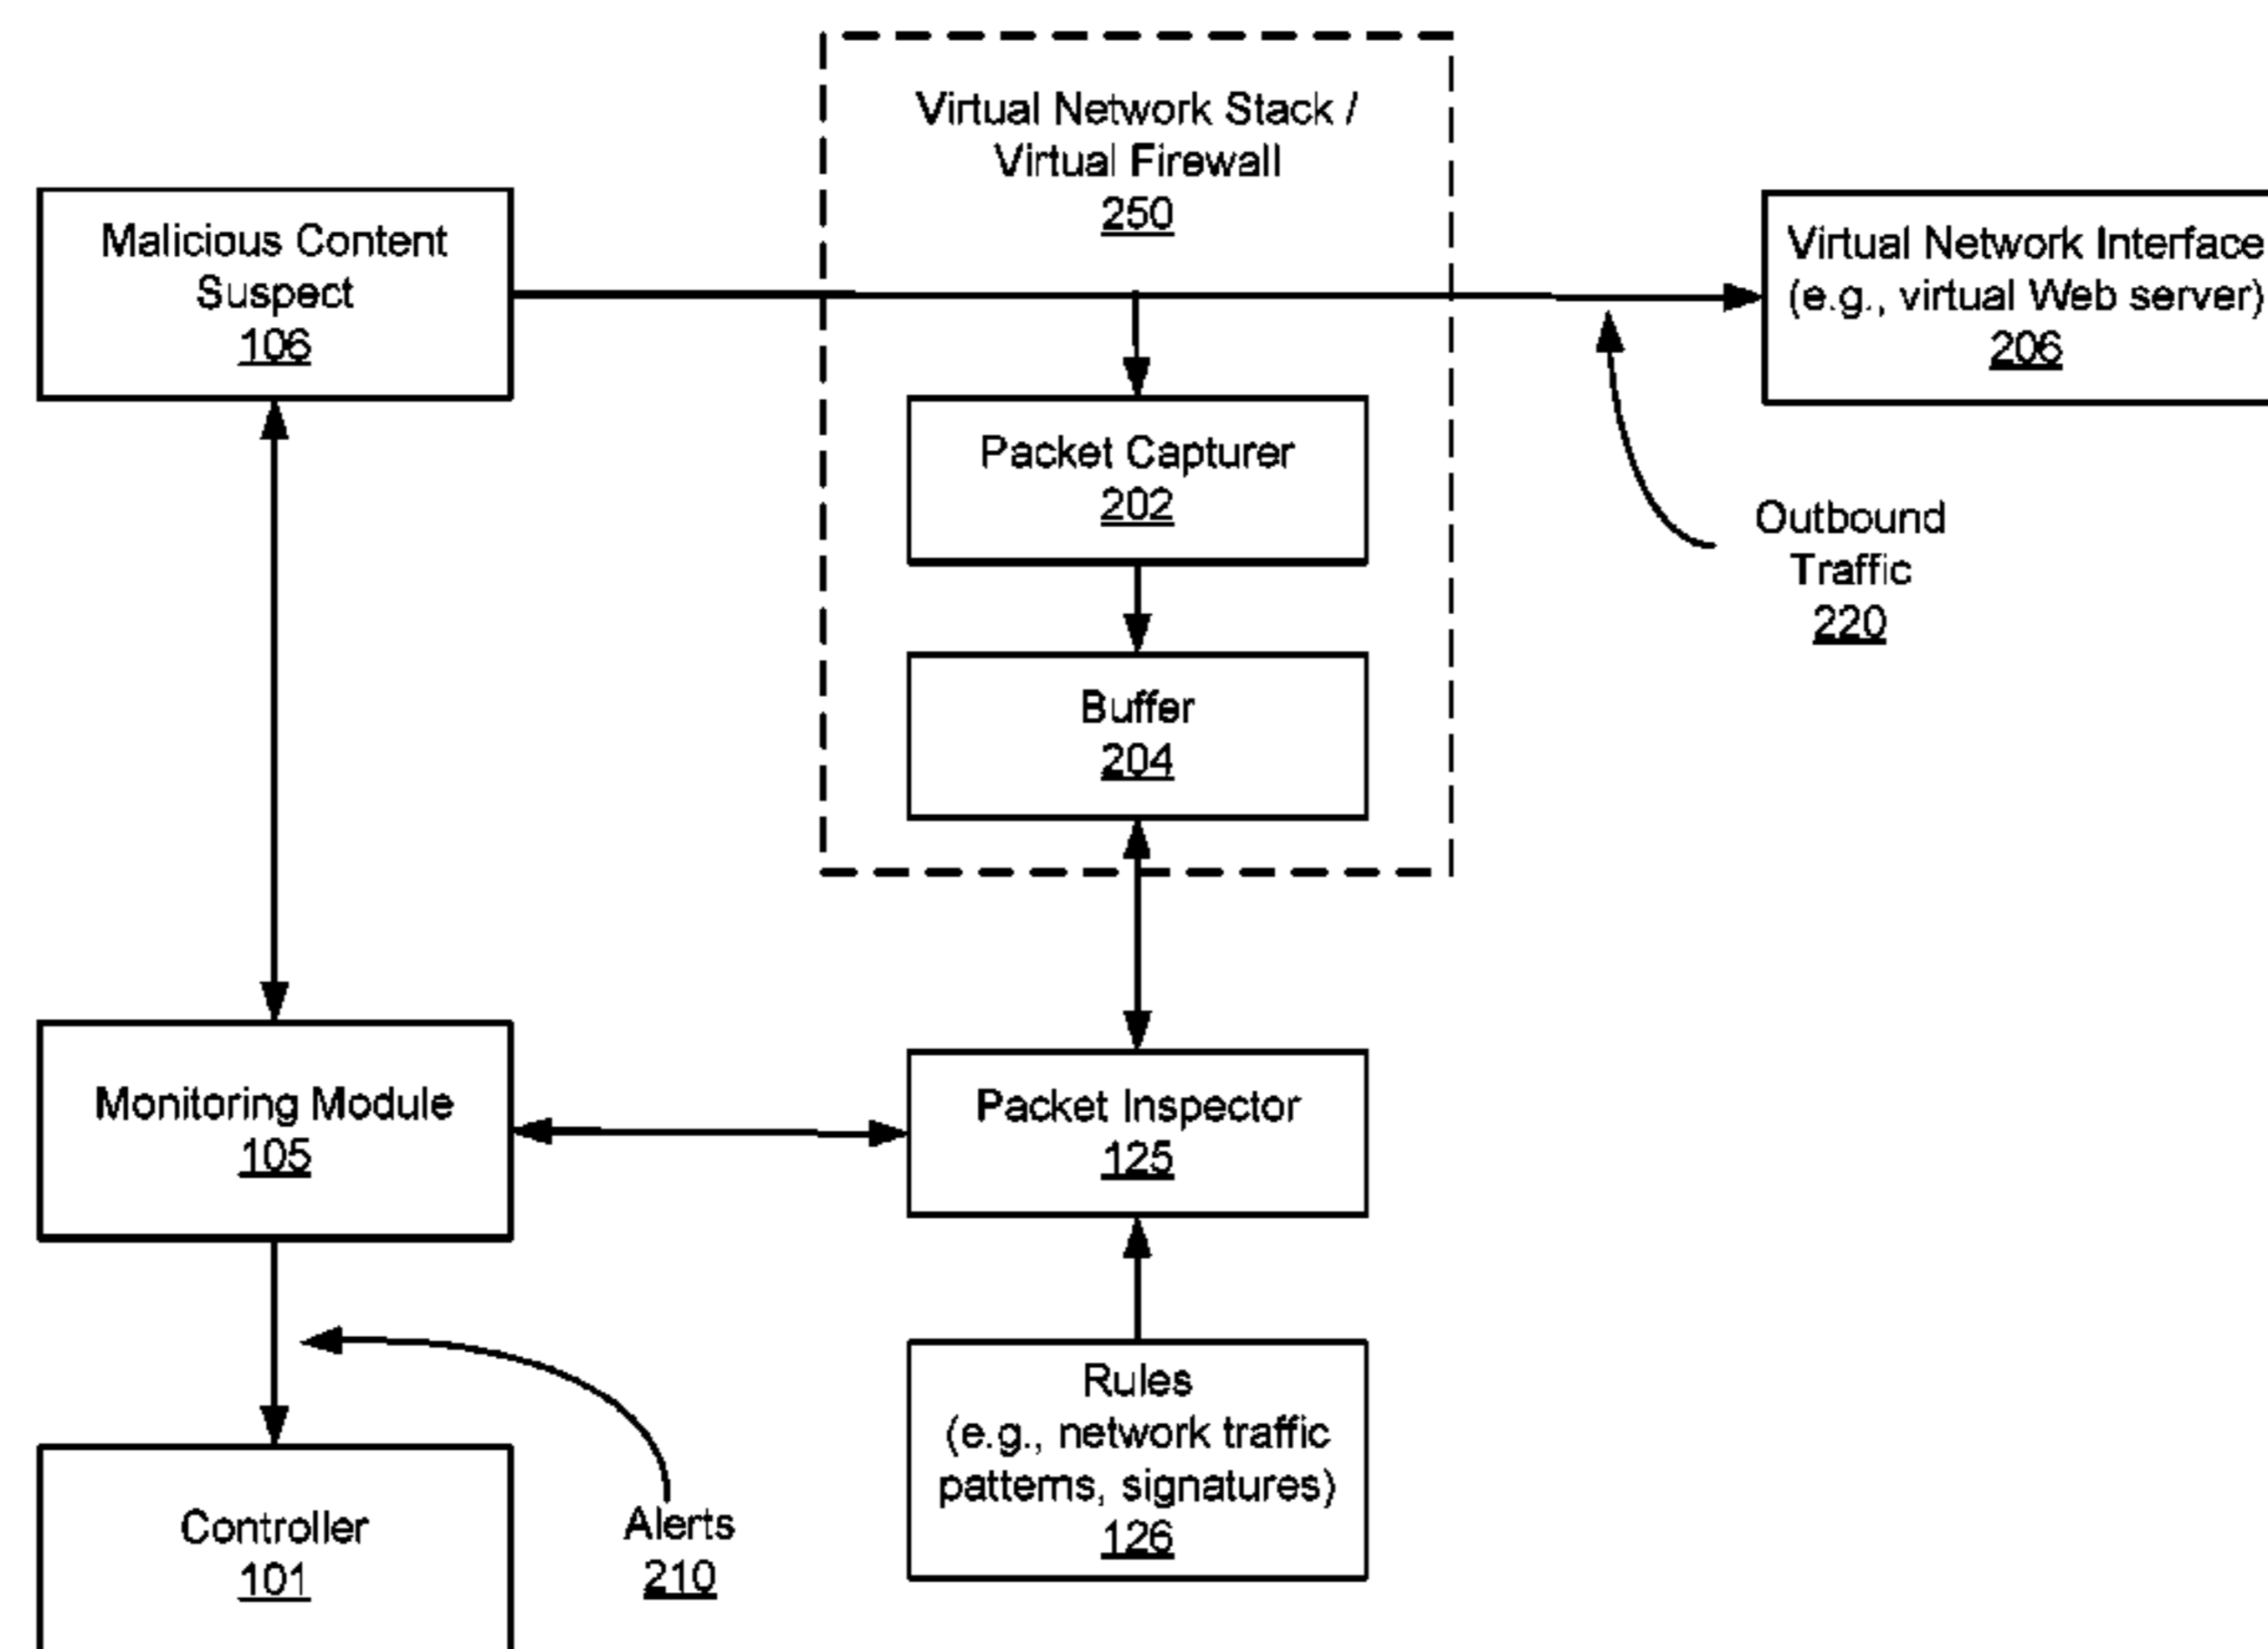 Virtual Network Stack /
Virtual Firewall
250
Malicious Content
Suspect
106
Virtual Network Interface
(e.g., virtual Web server)
206
Packet Capturer
202
Outbound
Traffic
220
Buffer
204
Monitoring Module
105
Packet Inspector
125
Rules
(e.g., network traffic
patterns, signatures)
126
Controller
101
Alerts
210